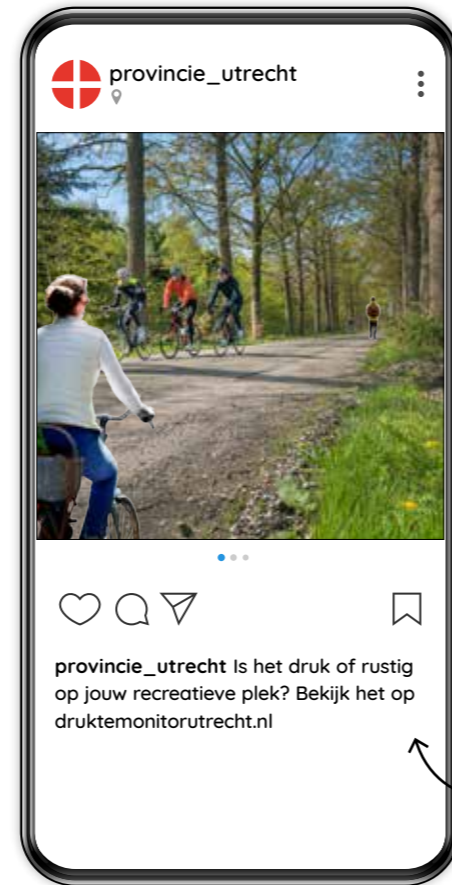 provincie_utrecht
provincie_utrecht Is het druk of rustig
op jouw recreatieve plek? Bekijk het op
druktemonitorutrecht.nl